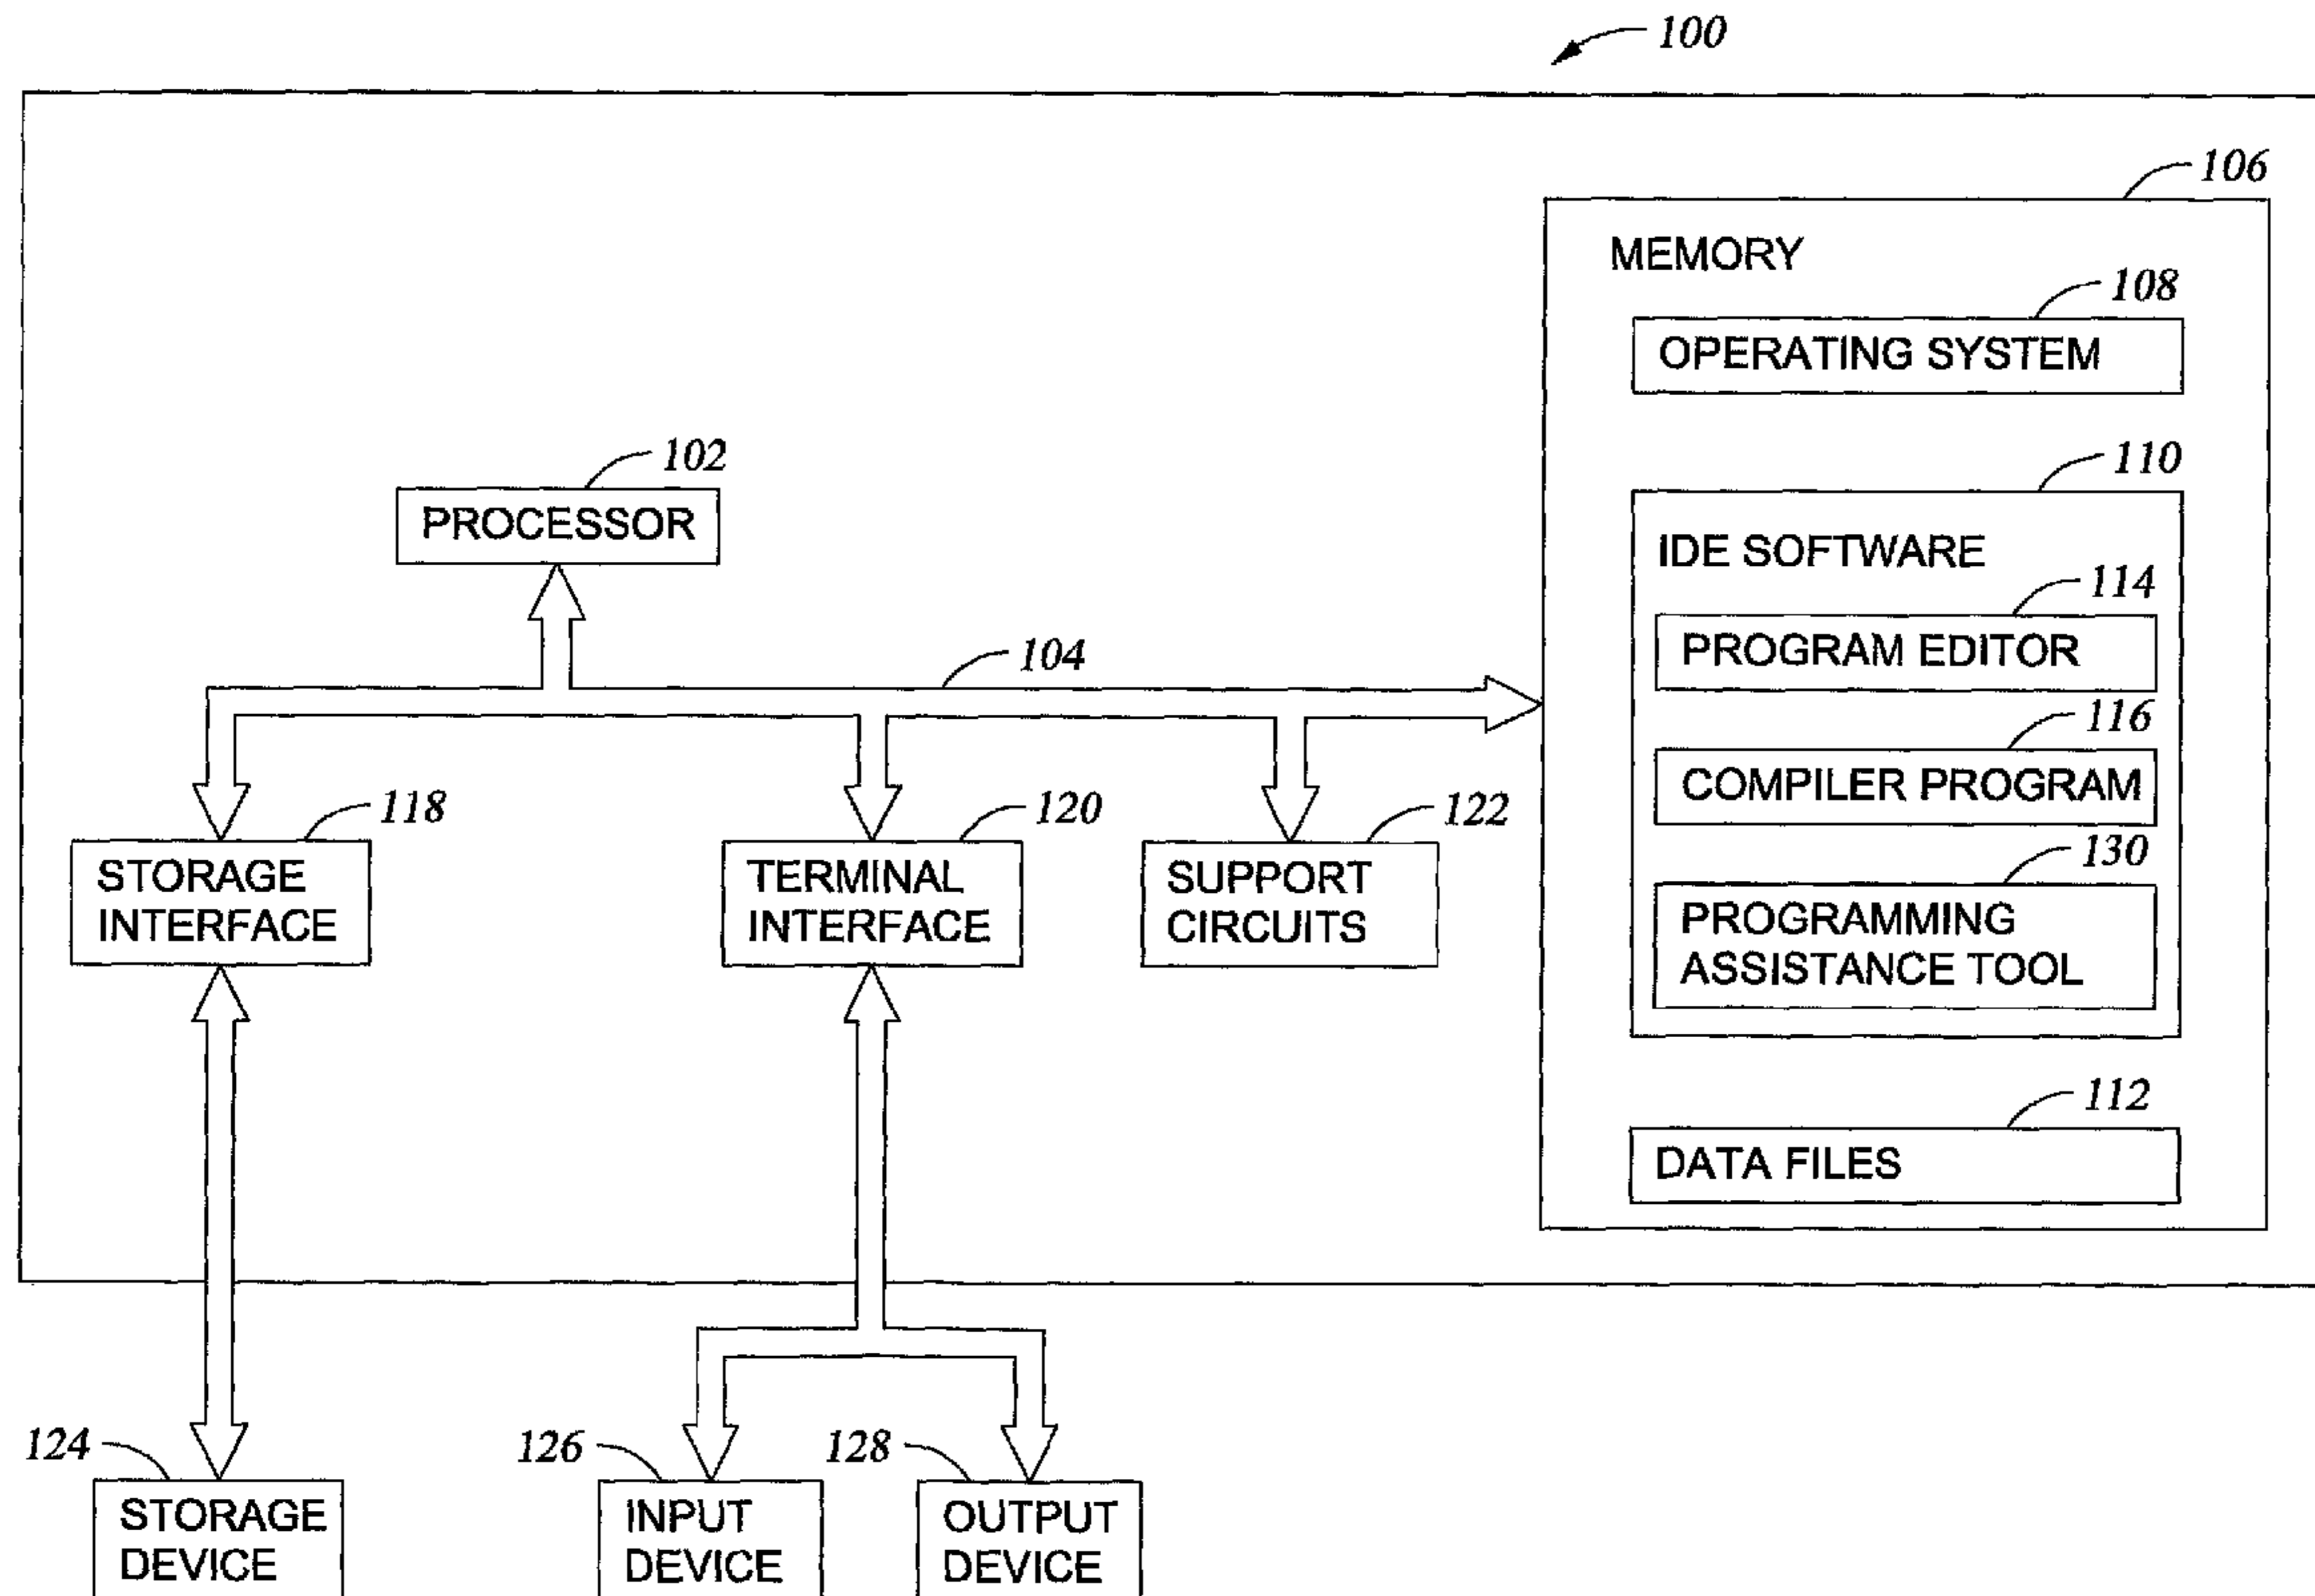 100
106
MEMORY
108
OPERATING SYSTEM
102
PROCESSOR
110
IDE SOFTWARE
114
PROGRAM EDITOR
104
116
COMPILER PROGRAM
118
STORAGE
INTERFACE
120
TERMINAL
INTERFACE
122
SUPPORT
CIRCUITS
130
PROGRAMMING
ASSISTANCE TOOL
112
DATA FILES
124
STORAGE
DEVICE
126
INPUT
DEVICE
128
OUTPUT
DEVICE